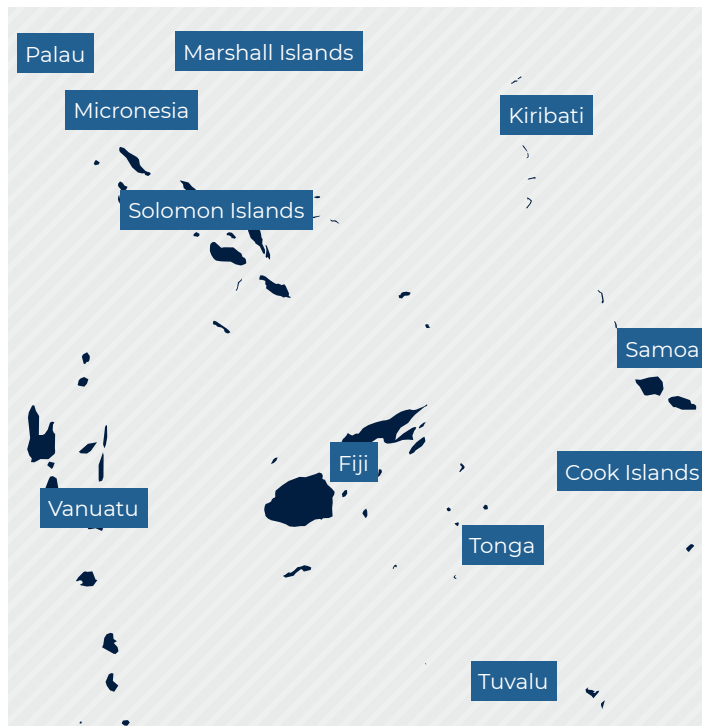 Palau
Marshall Islands
Micronesia
Kiribati
Solomon Islands
Samoa
Fiji
Cook Islands
Vanuatu
Tonga
Tuvalu